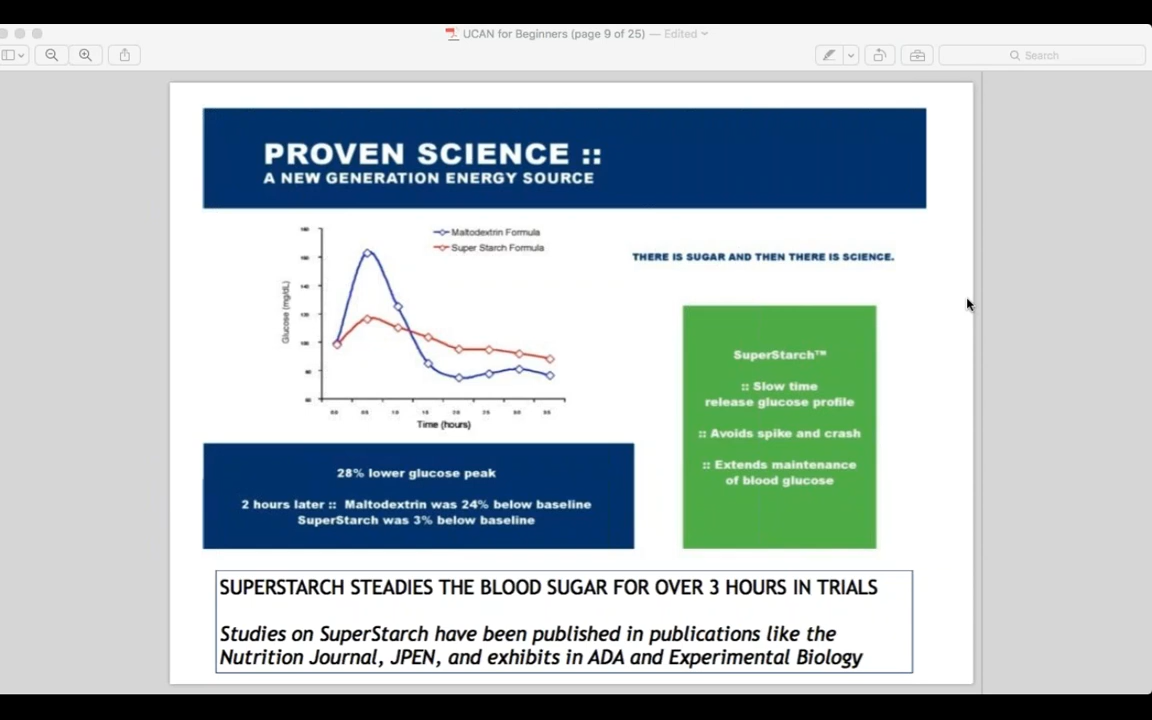 UCAN for Beginners (page 9 of 25) — Edited
Search
PROVEN SCIENCE ::
A NEW GENERATION ENERGY SOURCE
Maltodextrin Formula
Super Starch Formula
Glucose (mg/dL)
Time (hours)
THERE IS SUGAR AND THEN THERE IS SCIENCE.
SuperStarch™
:: Slow time
release glucose profile
:: Avoids spike and crash
:: Extends maintenance
of blood glucose
28% lower glucose peak
2 hours later :: Maltodextrin was 24% below baseline
SuperStarch was 3% below baseline
SUPERSTARCH STEADIES THE BLOOD SUGAR FOR OVER 3 HOURS IN TRIALS
Studies on SuperStarch have been published in publications like the
Nutrition Journal, JPEN, and exhibits in ADA and Experimental Biology